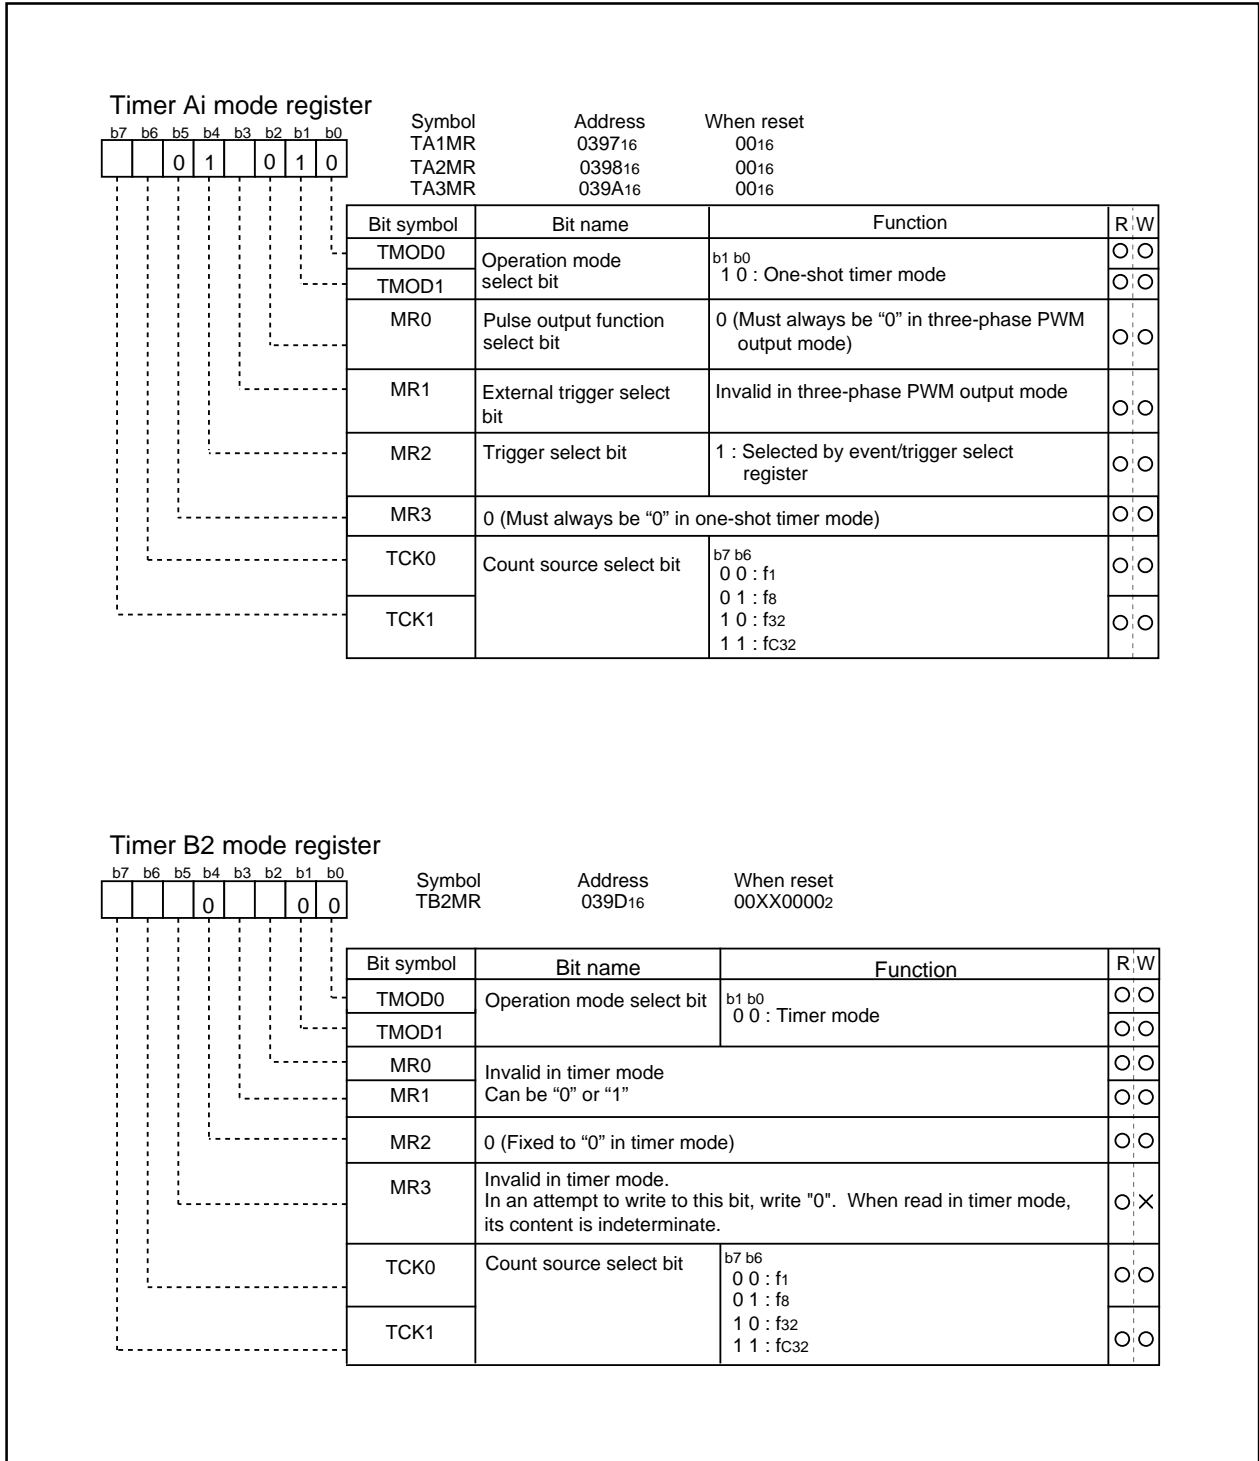 Timer Ai mode register
b7 b6 b5 b4 b3 b2 b1 b0
0 1 0 1 0
Symbol Address When reset
TA1MR 039716 0016
TA2MR 039816 0016
TA3MR 039A16 0016
Bit symbol Bit name Function R W
TMOD0 Operation mode select bit b1 b0
TMOD1 1 0 : One-shot timer mode
MR0 Pulse output function select bit 0 (Must always be “0” in three-phase PWM output mode)
MR1 External trigger select bit Invalid in three-phase PWM output mode
MR2 Trigger select bit 1 : Selected by event/trigger select register
MR3 0 (Must always be “0” in one-shot timer mode)
TCK0 Count source select bit b7 b6
0 0 : f1
0 1 : f8
TCK1 1 0 : f32
1 1 : fC32
Timer B2 mode register
b7 b6 b5 b4 b3 b2 b1 b0
0 0 0
Symbol Address When reset
TB2MR 039D16 00XX00002
Bit symbol Bit name Function R W
TMOD0 Operation mode select bit b1 b0
0 0 : Timer mode
TMOD1
MR0 Invalid in timer mode
MR1 Can be “0” or “1”
MR2 0 (Fixed to “0” in timer mode)
MR3 Invalid in timer mode.
In an attempt to write to this bit, write "0". When read in timer mode,
its content is indeterminate.
TCK0 Count source select bit b7 b6
0 0 : f1
0 1 : f8
TCK1 1 0 : f32
1 1 : fC32